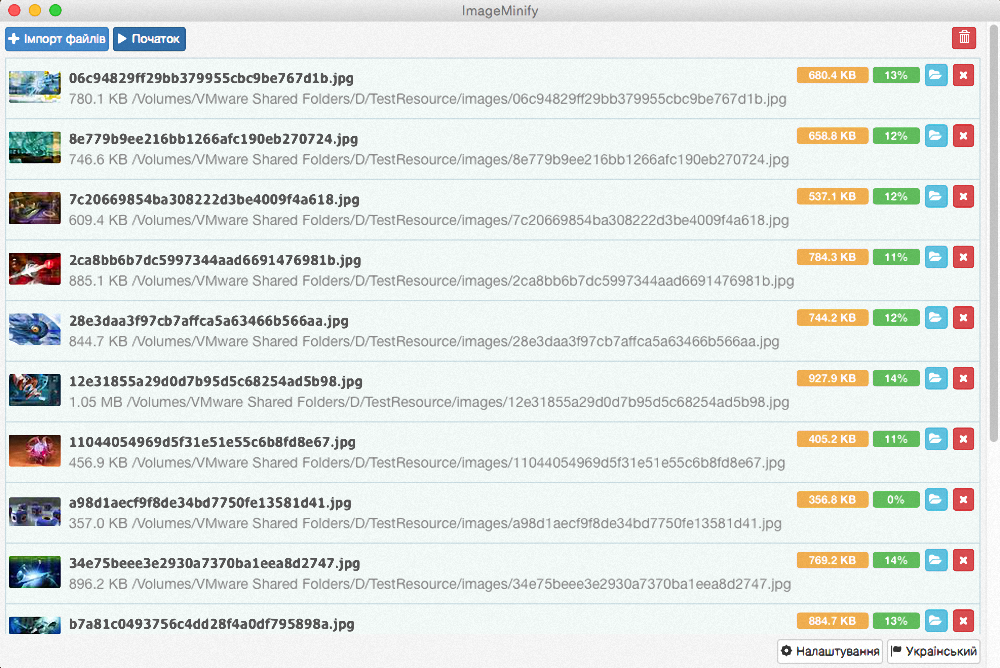 ImageMinify
Імпорт файлів Початок
06c94829ff29bb379955cbc9be767d1b.jpg 680.4 KB 13%
780.1 KB /Volumes/VMware Shared Folders/D/TestResource/images/06c94829ff29bb379955cbc9be767d1b.jpg
8e779b9ee216bb1266afc190eb270724.jpg 658.8 KB 12%
746.6 KB /Volumes/VMware Shared Folders/D/TestResource/images/8e779b9ee216bb1266afc190eb270724.jpg
7c20669854ba308222d3be4009f4a618.jpg 537.1 KB 12%
609.4 KB /Volumes/VMware Shared Folders/D/TestResource/images/7c20669854ba308222d3be4009f4a618.jpg
2ca8bb6b7dc5997344aad6691476981b.jpg 784.3 KB 11%
885.1 KB /Volumes/VMware Shared Folders/D/TestResource/images/2ca8bb6b7dc5997344aad6691476981b.jpg
28e3daa3f97cb7affca5a63466b566aa.jpg 744.2 KB 12%
844.7 KB /Volumes/VMware Shared Folders/D/TestResource/images/28e3daa3f97cb7affca5a63466b566aa.jpg
12e31855a29d0d7b95d5c68254ad5b98.jpg 927.9 KB 14%
1.05 MB /Volumes/VMware Shared Folders/D/TestResource/images/12e31855a29d0d7b95d5c68254ad5b98.jpg
11044054969d5f31e51e55c6b8fd8e67.jpg 405.2 KB 11%
456.9 KB /Volumes/VMware Shared Folders/D/TestResource/images/11044054969d5f31e51e55c6b8fd8e67.jpg
a98d1aecf9f8de34bd7750fe13581d41.jpg 356.8 KB 0%
357.0 KB /Volumes/VMware Shared Folders/D/TestResource/images/a98d1aecf9f8de34bd7750fe13581d41.jpg
34e75beee3e2930a7370ba1eea8d2747.jpg 769.2 KB 14%
896.2 KB /Volumes/VMware Shared Folders/D/TestResource/images/34e75beee3e2930a7370ba1eea8d2747.jpg
b7a81c0493756c4dd28f4a0df795898a.jpg 884.7 KB 13%
Налаштування Український